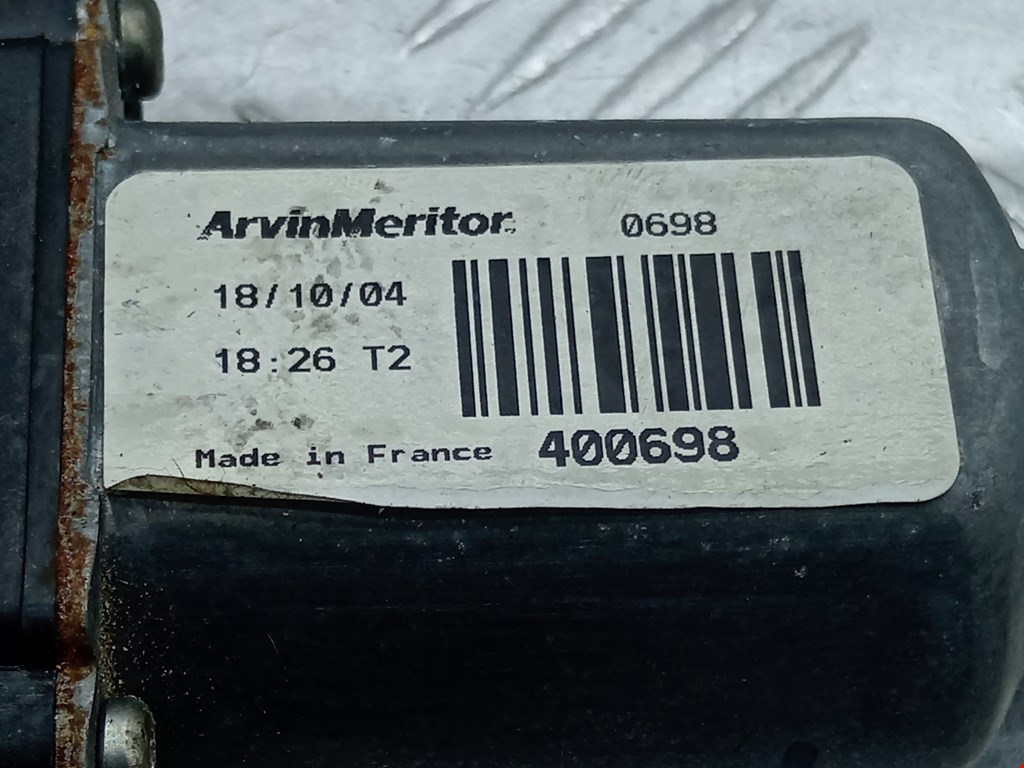 ArvinMeritor 0698
18/10/04
18:26 T2
Made in France 400698